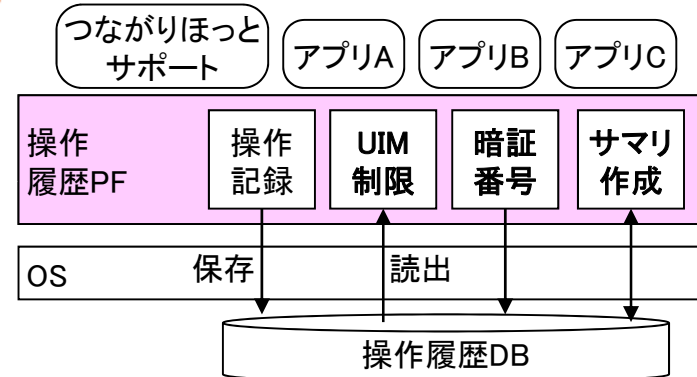 つながりほっと
サポート
アプリA
アプリB
アプリC
操作
履歴PF
操作
記録
UIM
制限
暗証
番号
サマリ
作成
OS
保存
読出
操作履歴DB